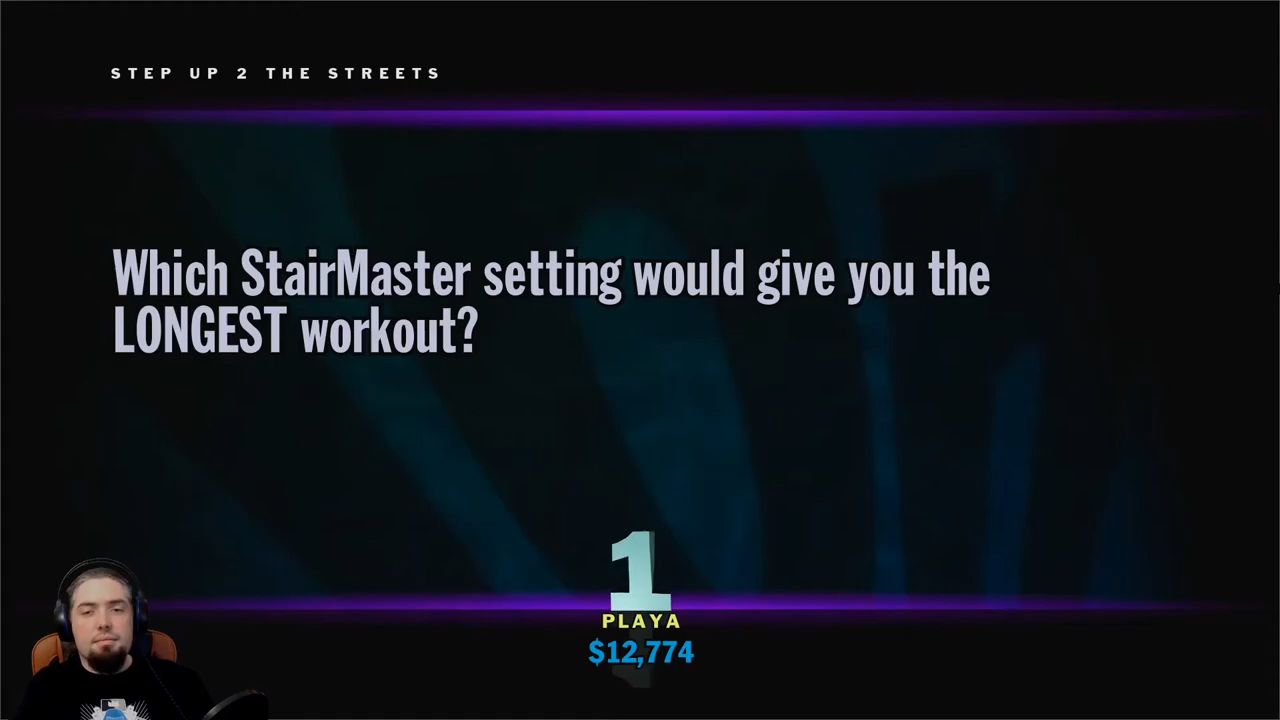 STEP UP 2 THE STREETS
Which StairMaster setting would give you the
LONGEST workout?
1
PLAYA
$12,774